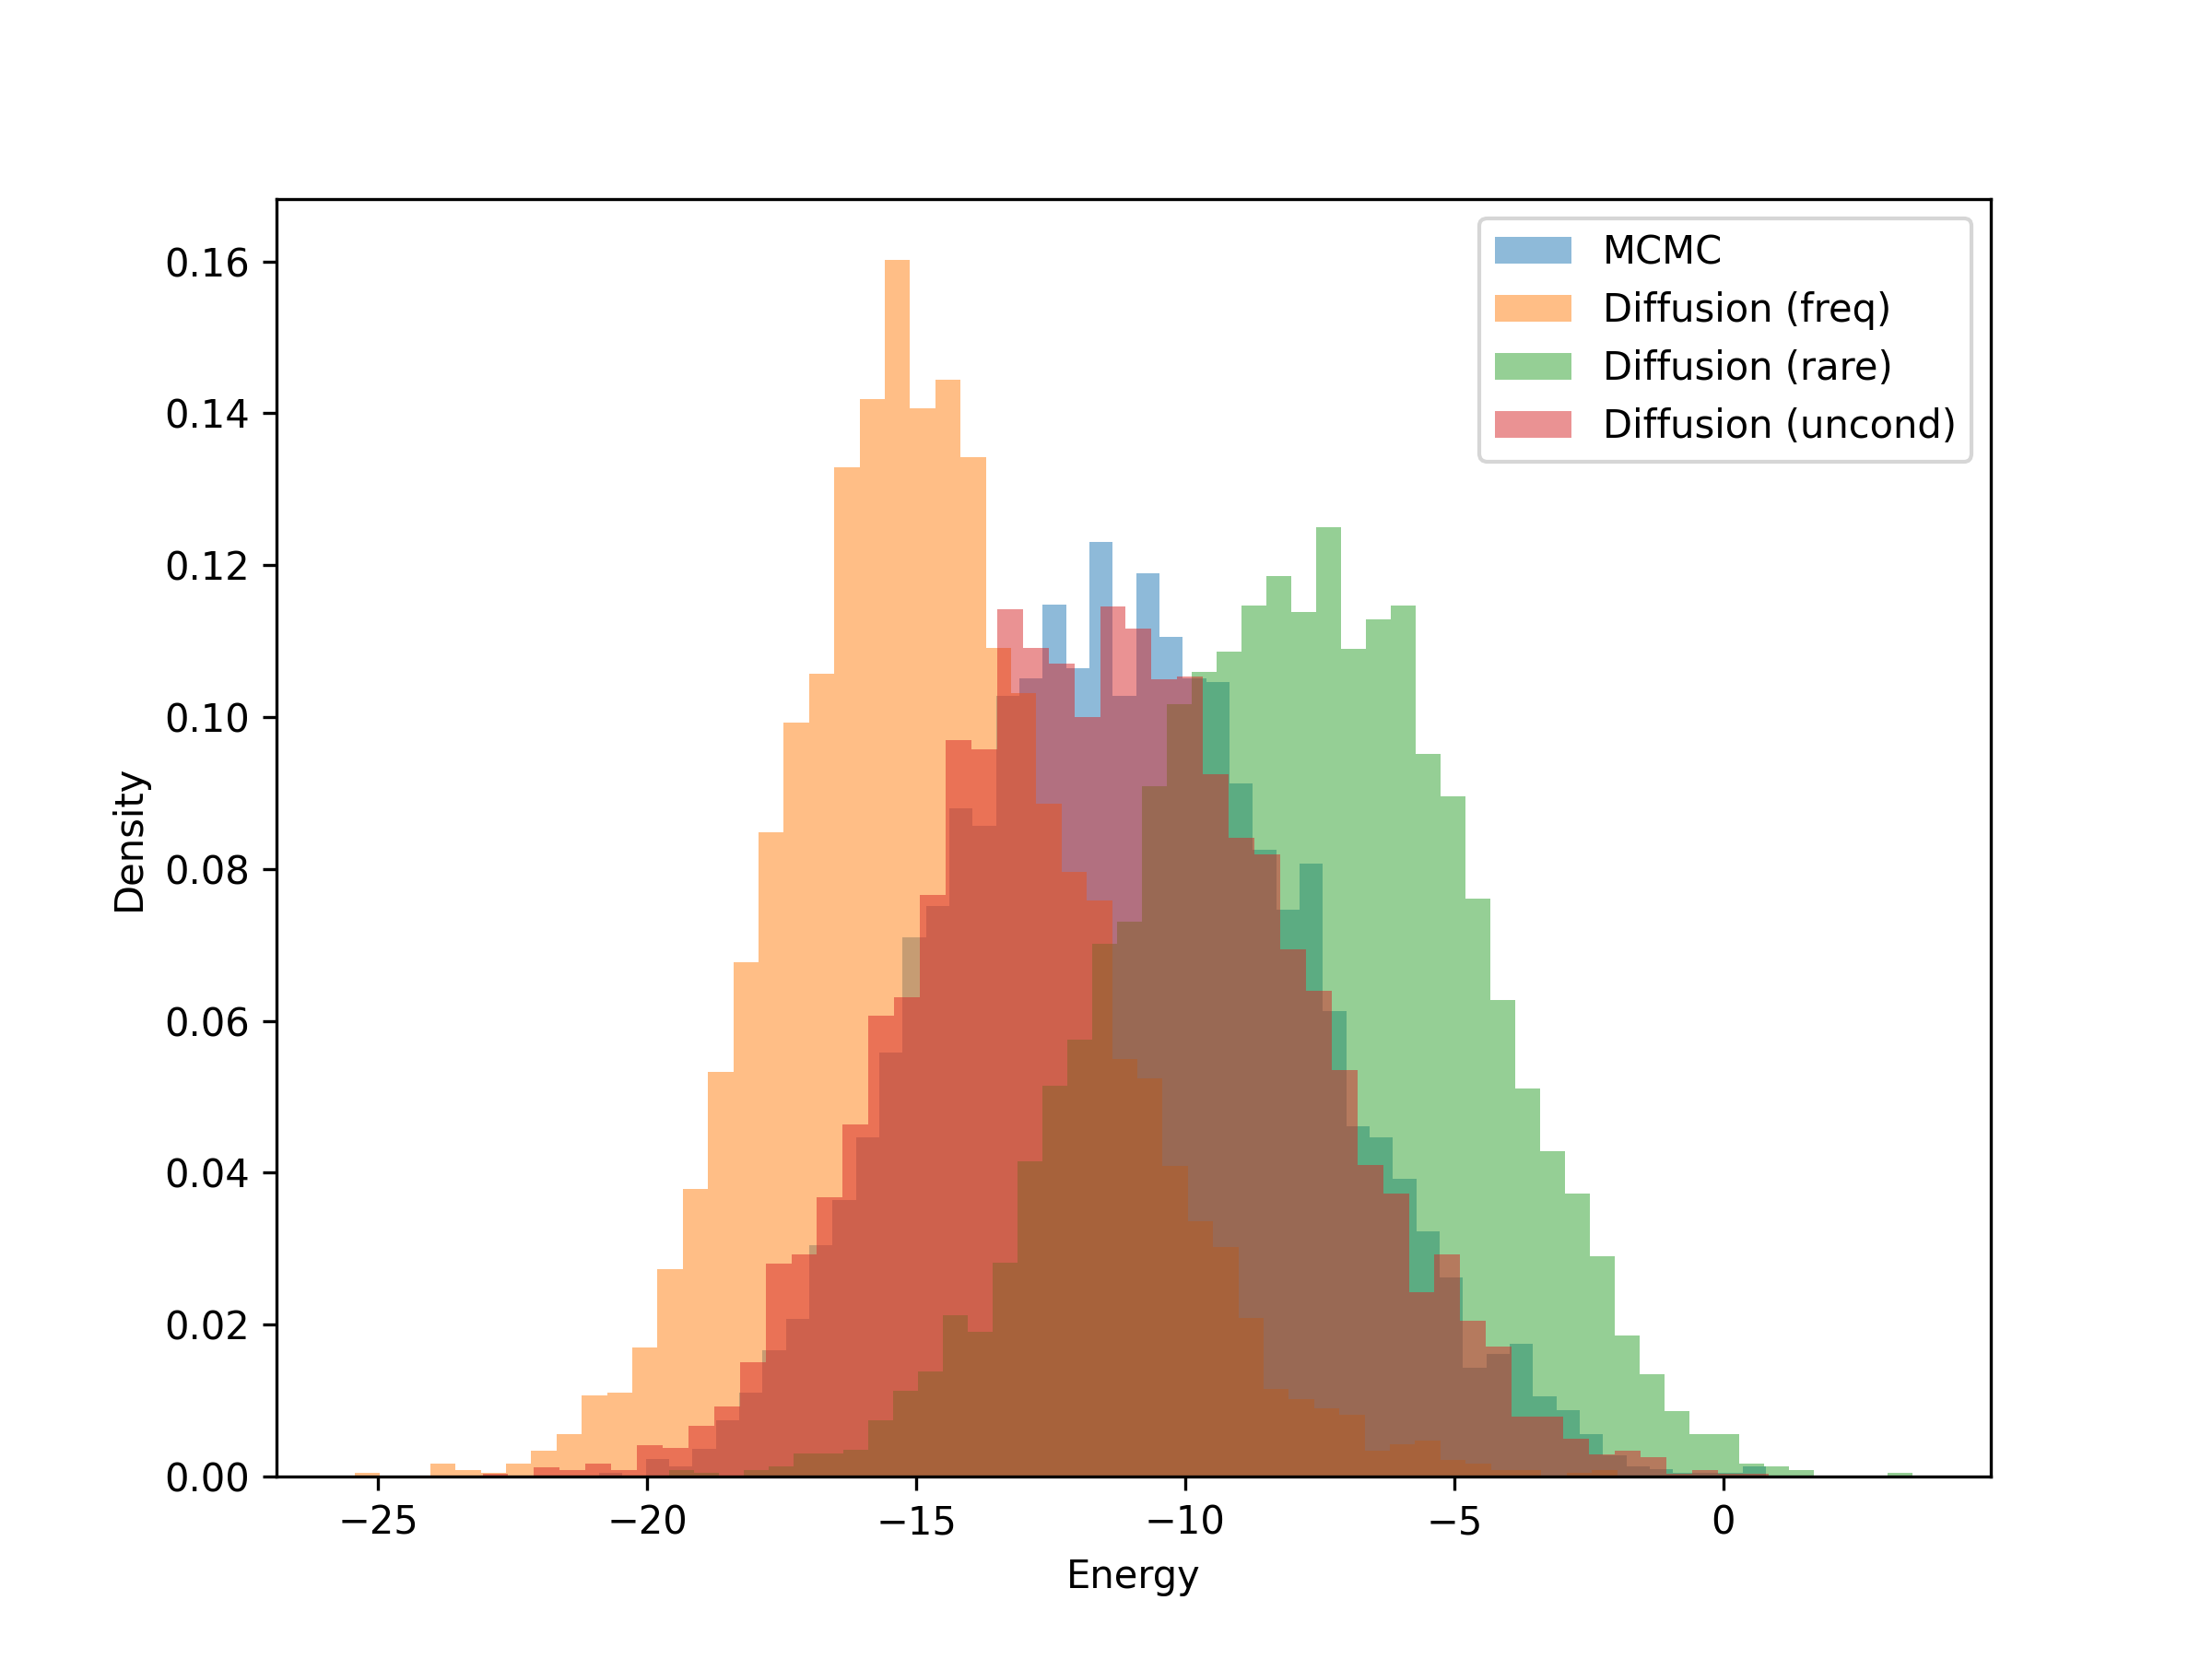 MCMC
Diffusion (freq)
Diffusion (rare)
Diffusion (uncond)
0.16
0.14
0.12
0.10
0.08
0.06
0.04
0.02
0.00
Density
−25 −20 −15 −10 −5 0
Energy